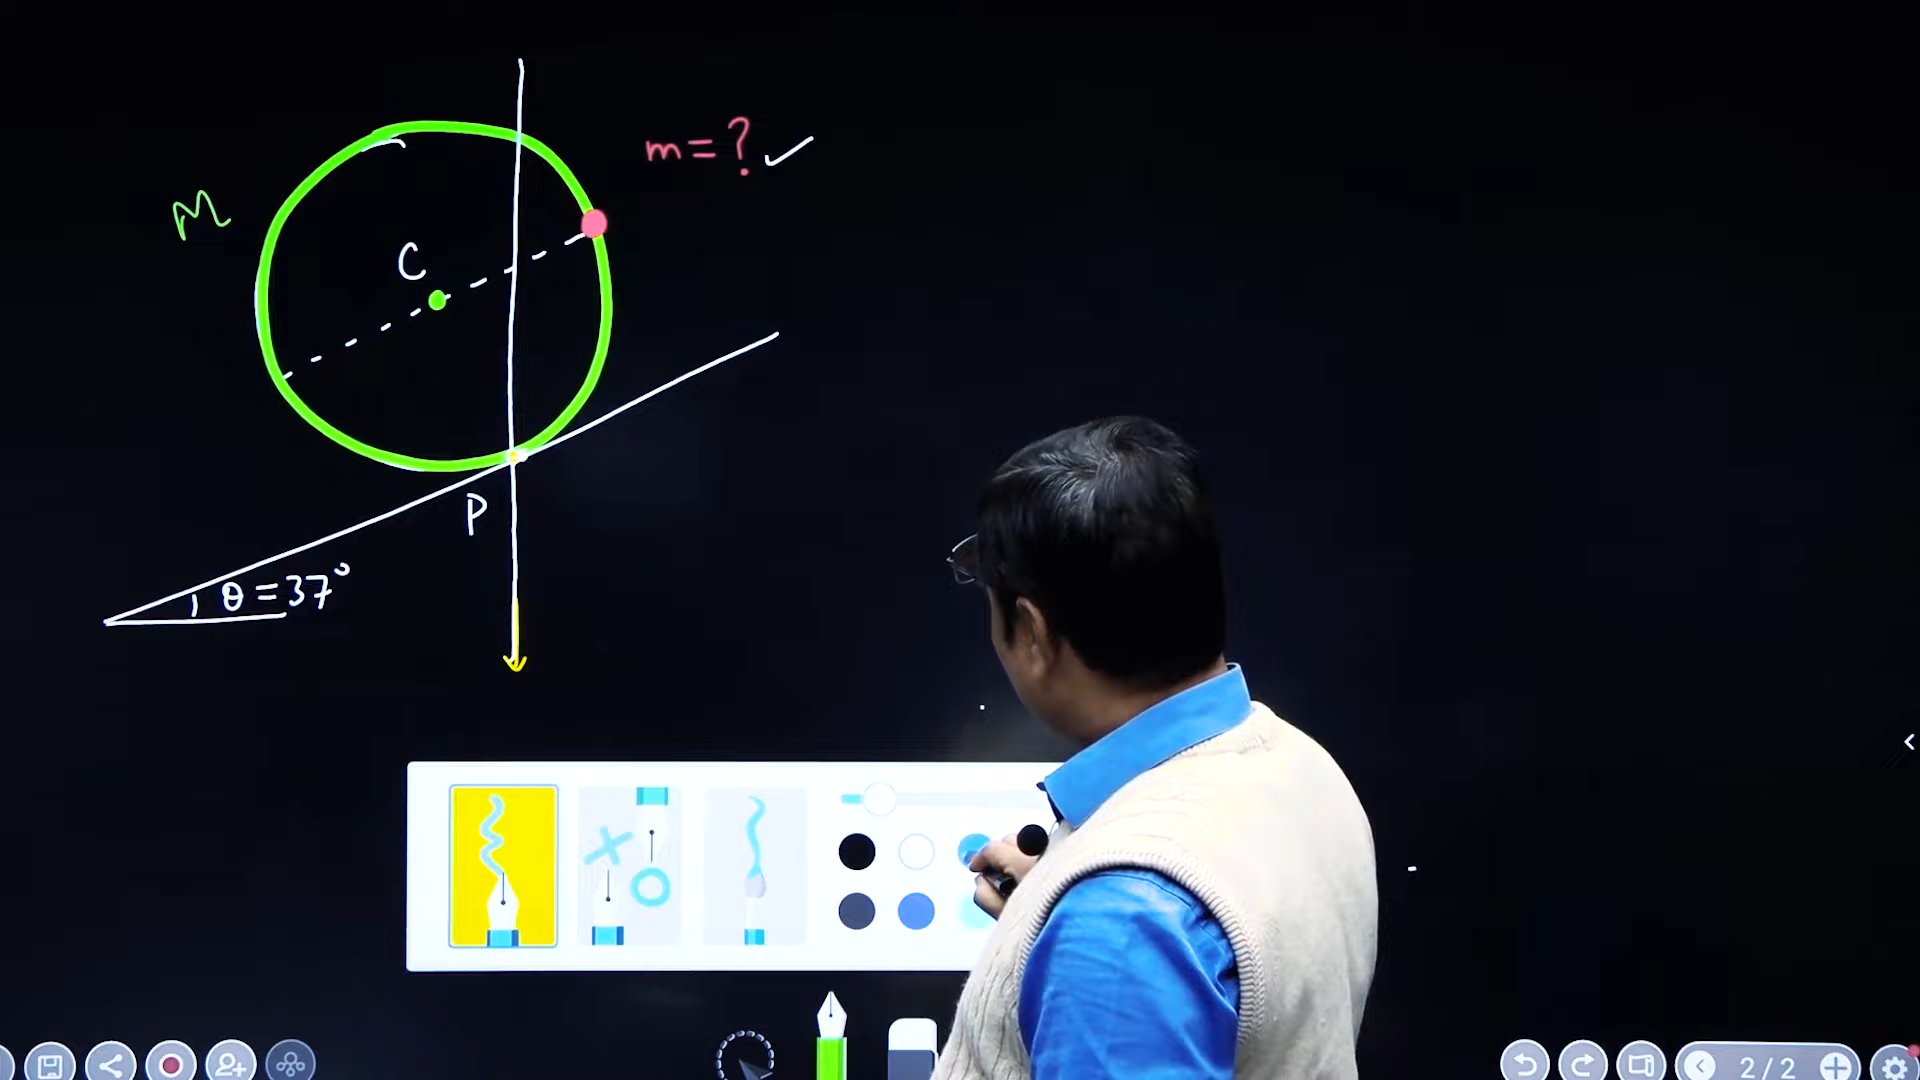 m = ? ✓
M
C
P
θ = 37°
2/2